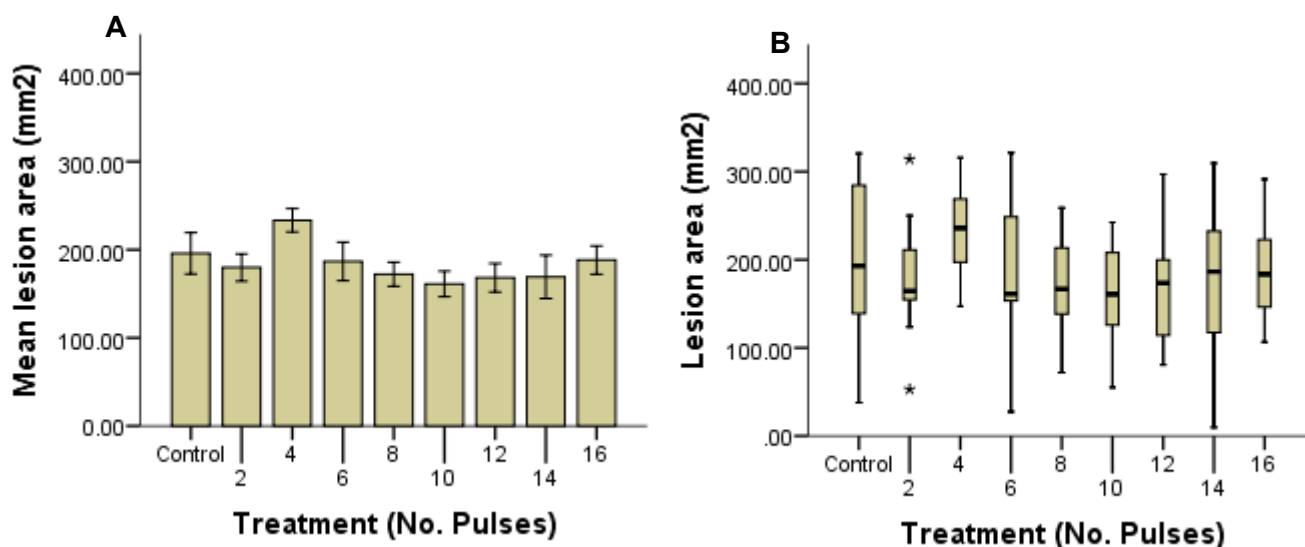 A
Mean lesion area (mm2)
400.00
300.00
200.00
100.00
0.00
Control 4 8 12 16
2 6 10 14
Treatment (No. Pulses)
B
Lesion area (mm2)
400.00
300.00
200.00
100.00
.00
Control 4 8 12 16
2 6 10 14
Treatment (No. Pulses)